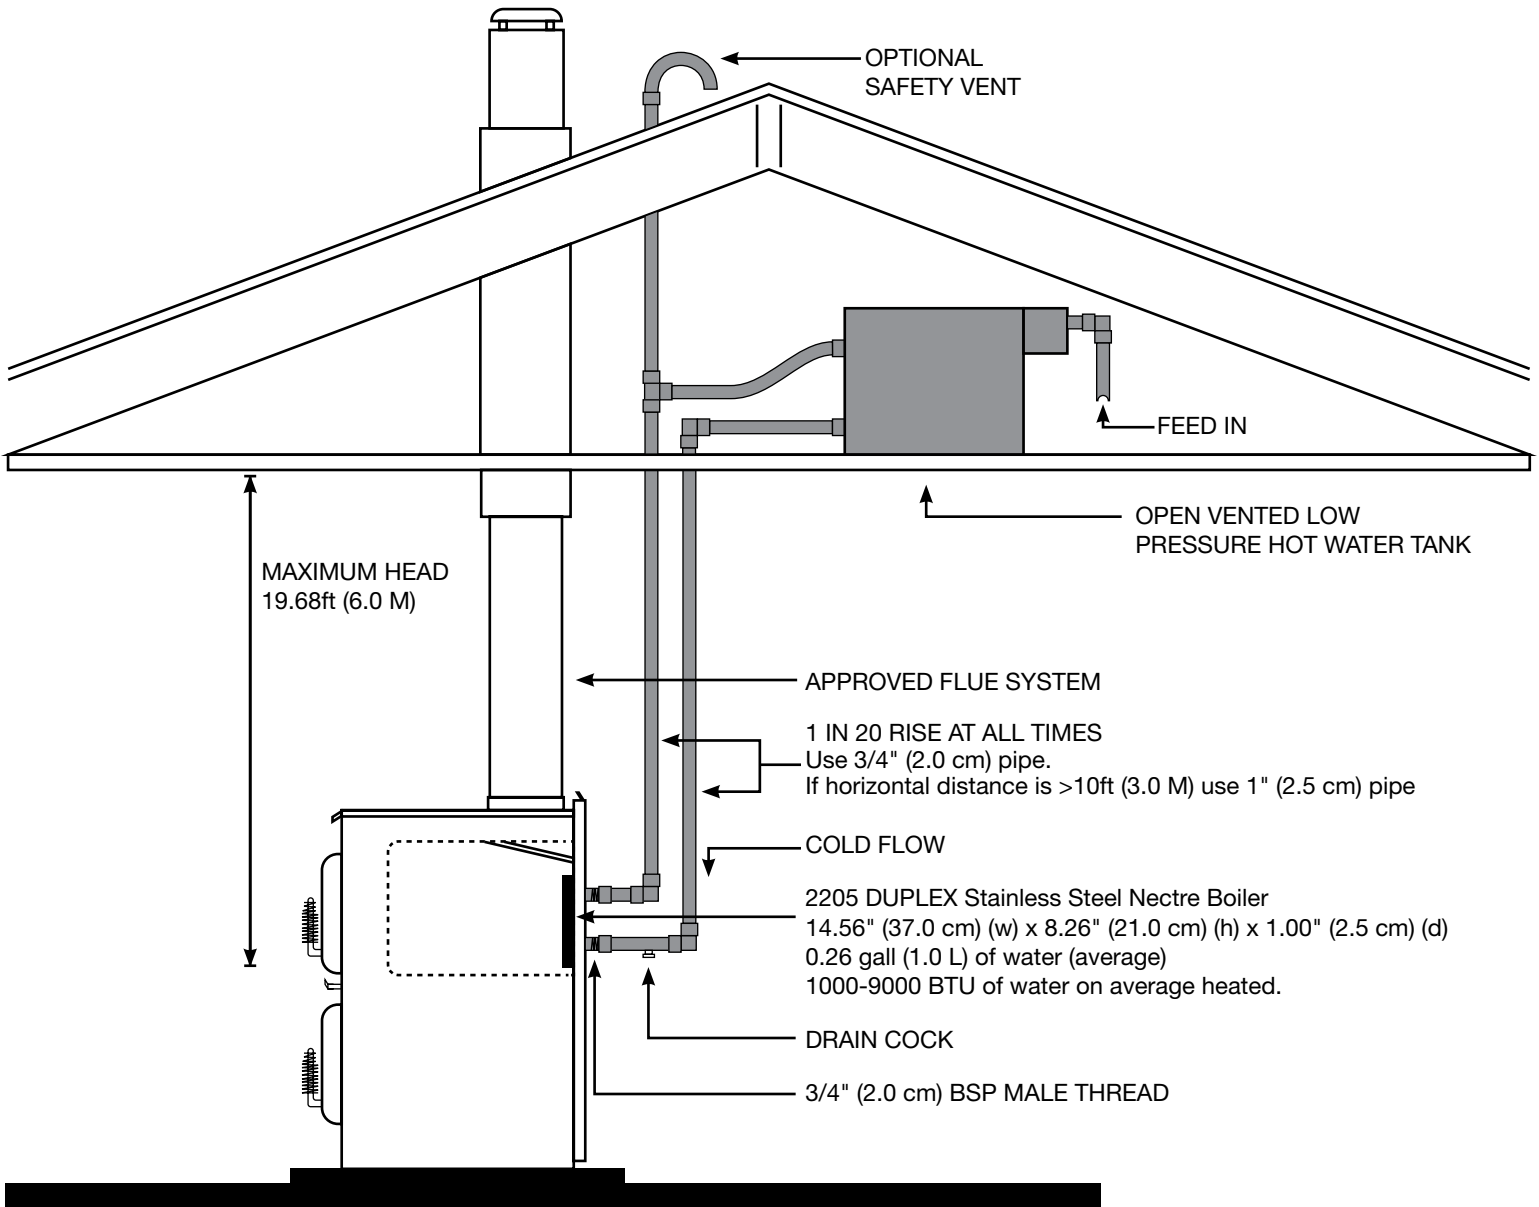 OPTIONAL
SAFETY VENT
FEED IN
OPEN VENTED LOW
PRESSURE HOT WATER TANK
MAXIMUM HEAD
19.68ft (6.0 M)
APPROVED FLUE SYSTEM
1 IN 20 RISE AT ALL TIMES
Use 3/4" (2.0 cm) pipe.
If horizontal distance is >10ft (3.0 M) use 1" (2.5 cm) pipe
COLD FLOW
2205 DUPLEX Stainless Steel Nectre Boiler
14.56" (37.0 cm) (w) x 8.26" (21.0 cm) (h) x 1.00" (2.5 cm) (d)
0.26 gall (1.0 L) of water (average)
1000-9000 BTU of water on average heated.
DRAIN COCK
3/4" (2.0 cm) BSP MALE THREAD